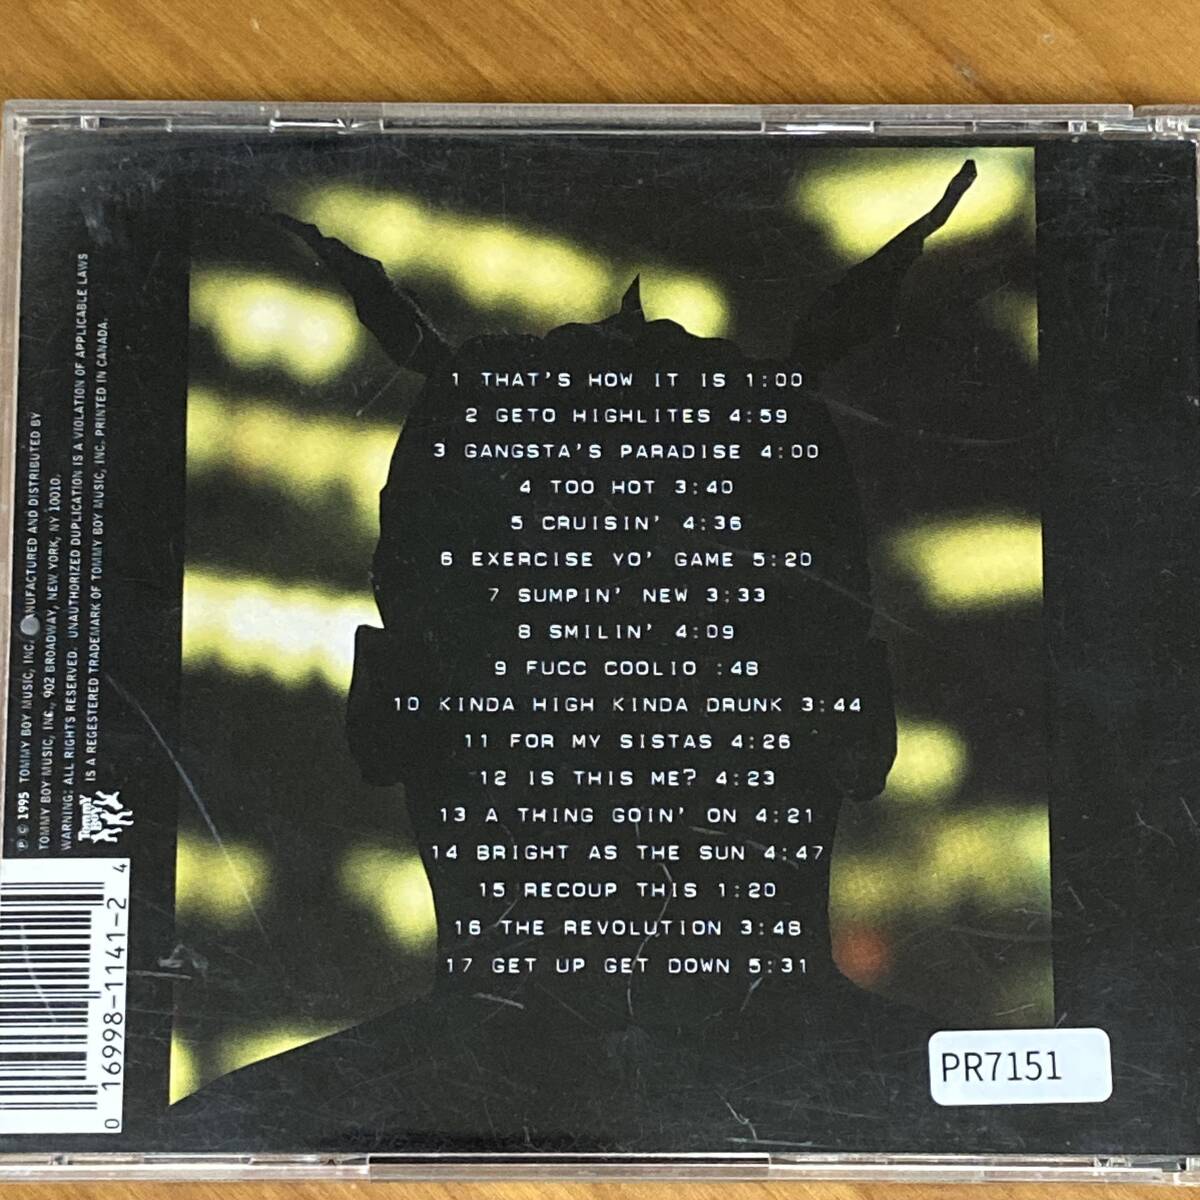 1 THAT'S HOW IT IS 1:00
2 GETO HIGHLITES 4:59
3 GANGSTA'S PARADISE 4:00
4 TOO HOT 3:40
5 CRUISIN' 4:36
6 EXERCISE YO' GAME 5:20
7 SUMPIN' NEW 3:33
8 SMILIN' 4:09
9 FUCC COOLIO :48
10 KINDA HIGH KINDA DRUNK 3:44
11 FOR MY SISTAS 4:26
12 IS THIS ME? 4:23
13 A THING GOIN' ON 4:21
14 BRIGHT AS THE SUN 4:47
15 RECOUP THIS 1:20
16 THE REVOLUTION 3:48
17 GET UP GET DOWN 5:31
℗ © 1995 TOMMY BOY MUSIC, INC. MANUFACTURED AND DISTRIBUTED BY
TOMMY BOY MUSIC, INC., 902 BROADWAY, NEW YORK, NY 10010.
WARNING: ALL RIGHTS RESERVED. UNAUTHORIZED DUPLICATION IS A VIOLATION OF APPLICABLE LAWS
Tommy Boy IS A REGESTERED TRADEMARK OF TOMMY BOY MUSIC, INC. PRINTED IN CANADA.
0 16998-1141-2 4
PR7151